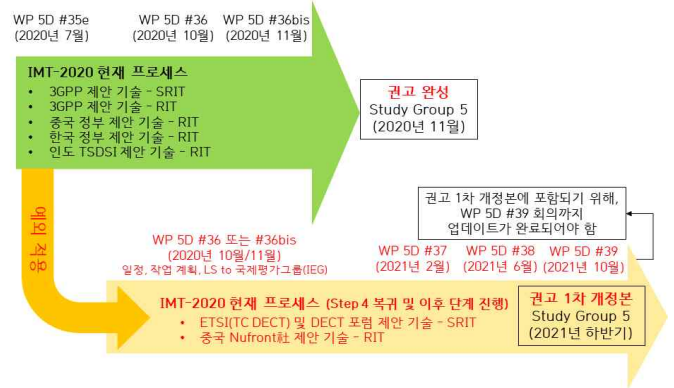 WP 5D #35e
(2020년 7월)
WP 5D #36
(2020년 10월)
WP 5D #36bis
(2020년 11월)
IMT-2020 현재 프로세스
• 3GPP 제안 기술 – SRIT
• 3GPP 제안 기술 – RIT
• 중국 정부 제안 기술 – RIT
• 한국 정부 제안 기술 – RIT
• 인도 TSDSI 제안 기술 – RIT
권고 완성
Study Group 5
(2020년 11월)
예외 적용
권고 1차 개정본에 포함되기 위해,
WP 5D #39 회의까지
업데이트가 완료되어야 함
WP 5D #36 또는 #36bis
(2020년 10월/11월)
일정, 작업 계획, LS to 국제평가그룹(IEG)
WP 5D #37
(2021년 2월)
WP 5D #38
(2021년 6월)
WP 5D #39
(2021년 10월)
IMT-2020 현재 프로세스 (Step 4 복귀 및 이후 단계 진행)
• ETSI(TC DECT) 및 DECT 포럼 제안 기술 – SRIT
• 중국 Nufront社 제안 기술 – RIT
권고 1차 개정본
Study Group 5
(2021년 하반기)